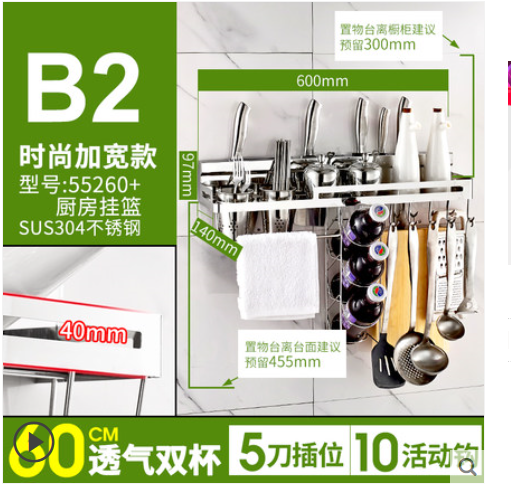 置物台离橱柜建议
预留300mm
B2
600mm
时尚加宽款
型号:55260+
厨房挂篮
SUS304不锈钢
97mm
140mm
40mm
置物台离台面建议
预留455mm
60CM
透气双杯
5刀插位
10活动钩